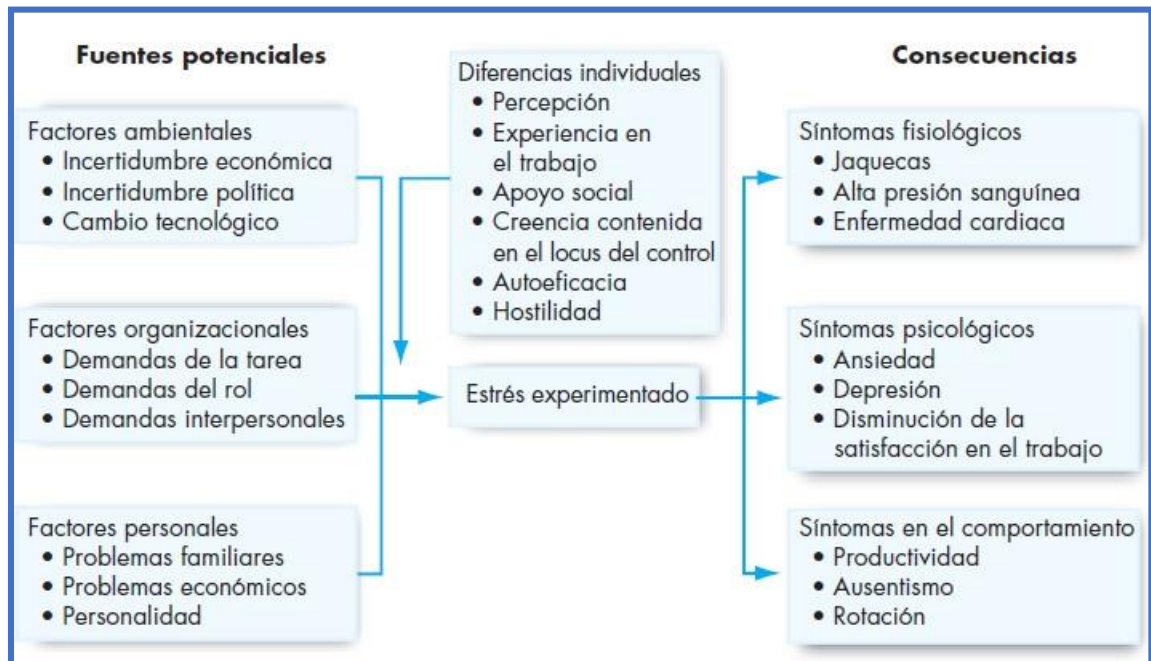 Fuentes potenciales
Factores ambientales
• Incertidumbre económica
• Incertidumbre política
• Cambio tecnológico
Factores organizacionales
• Demandas de la tarea
• Demandas del rol
• Demandas interpersonales
Factores personales
• Problemas familiares
• Problemas económicos
• Personalidad
Diferencias individuales
• Percepción
• Experiencia en
el trabajo
• Apoyo social
• Creencia contenida
en el locus del control
• Autoeficacia
• Hostilidad
Estrés experimentado
Consecuencias
Síntomas fisiológicos
• Jaquecas
• Alta presión sanguínea
• Enfermedad cardiaca
Síntomas psicológicos
• Ansiedad
• Depresión
• Disminución de la
satisfacción en el trabajo
Síntomas en el comportamiento
• Productividad
• Ausentismo
• Rotación